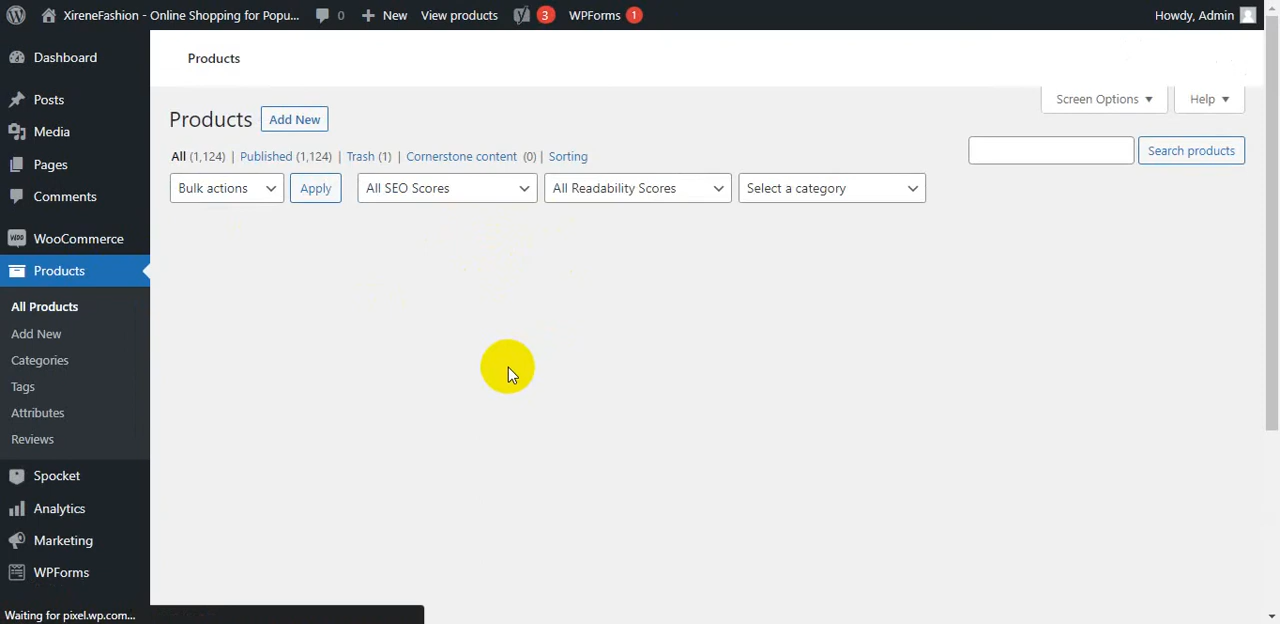 XireneFashion - Online Shopping for Popu... 0 New View products 3 WPForms 1 Howdy, Admin
Dashboard
Posts
Media
Pages
Comments
WooCommerce
Products
All Products
Add New
Categories
Tags
Attributes
Reviews
Spocket
Analytics
Marketing
WPForms
Products
Screen Options Help
Products Add New
All (1,124) | Published (1,124) | Trash (1) | Cornerstone content (0) | Sorting
Search products
Bulk actions Apply All SEO Scores All Readability Scores Select a category
Waiting for pixel.wp.com...